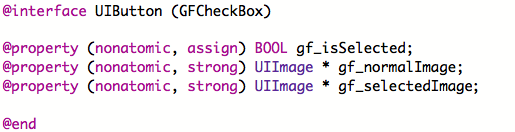 @interface UIButton (GFCheckBox)
@property (nonatomic, assign) BOOL gf_isSelected;
@property (nonatomic, strong) UIImage * gf_normalImage;
@property (nonatomic, strong) UIImage * gf_selectedImage;
@end